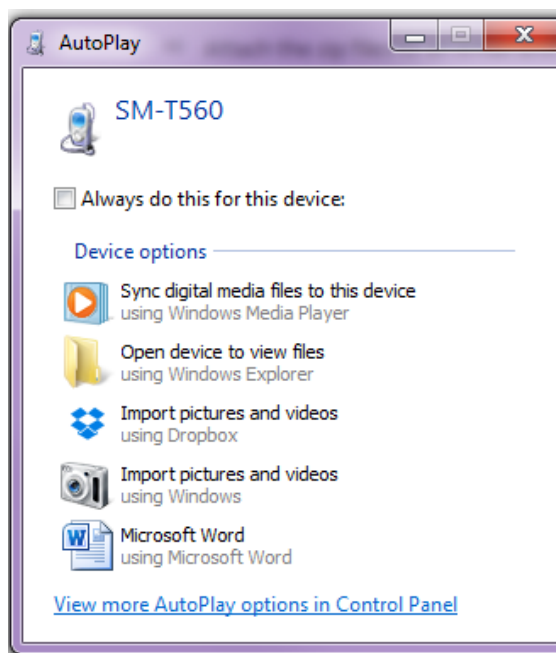 AutoPlay
SM-T560
Always do this for this device:
Device options
Sync digital media files to this device
using Windows Media Player
Open device to view files
using Windows Explorer
Import pictures and videos
using Dropbox
Import pictures and videos
using Windows
Microsoft Word
using Microsoft Word
View more AutoPlay options in Control Panel